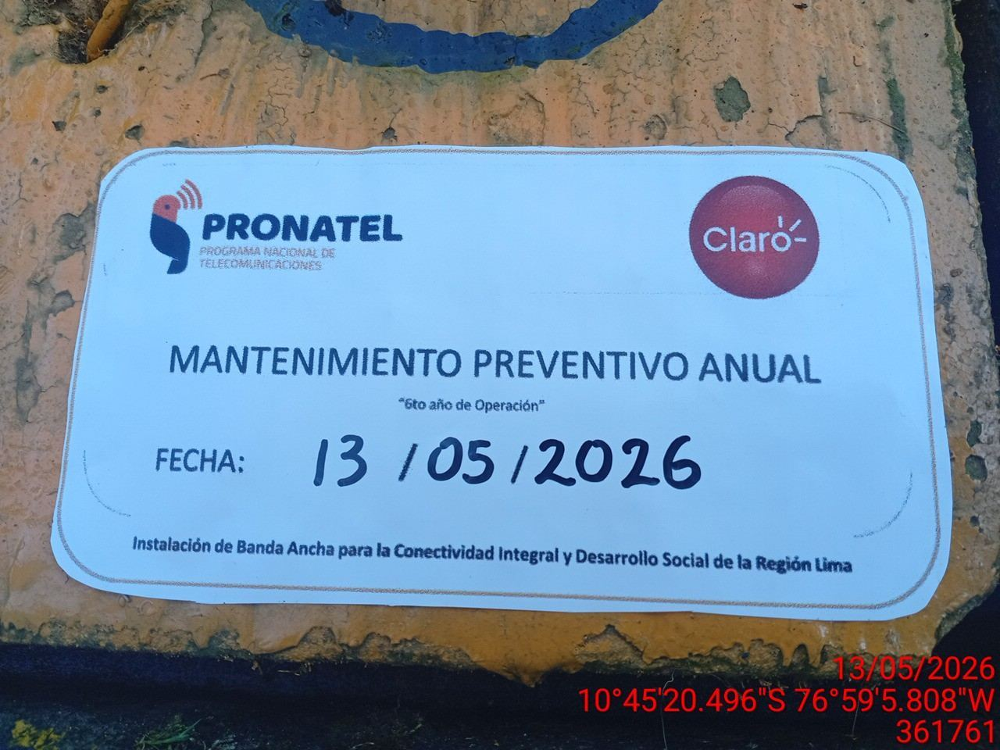 PRONATEL
PROGRAMA NACIONAL DE
TELECOMUNICACIONES
Claro
MANTENIMIENTO PREVENTIVO ANUAL
"6to año de Operación"
FECHA: 13/05/2026
Instalación de Banda Ancha para la Conectividad Integral y Desarrollo Social de la Región Lima
13/05/2026
10°45'20.496"S 76°59'5.808"W
361761